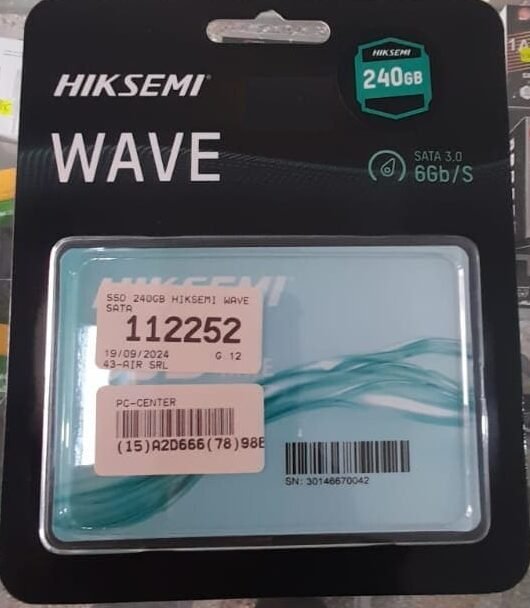 HIKSEMI
240GB
HIKSEMI
WAVE
SATA 3.0
6Gb/S
HIKSEMI
SSD 240GB HIKSEMI WAVE
SATA
112252
19/09/2024 G 12
43-AIR SRL
PC-CENTER
(15)A2D666(78)98E
SN: 30146670042